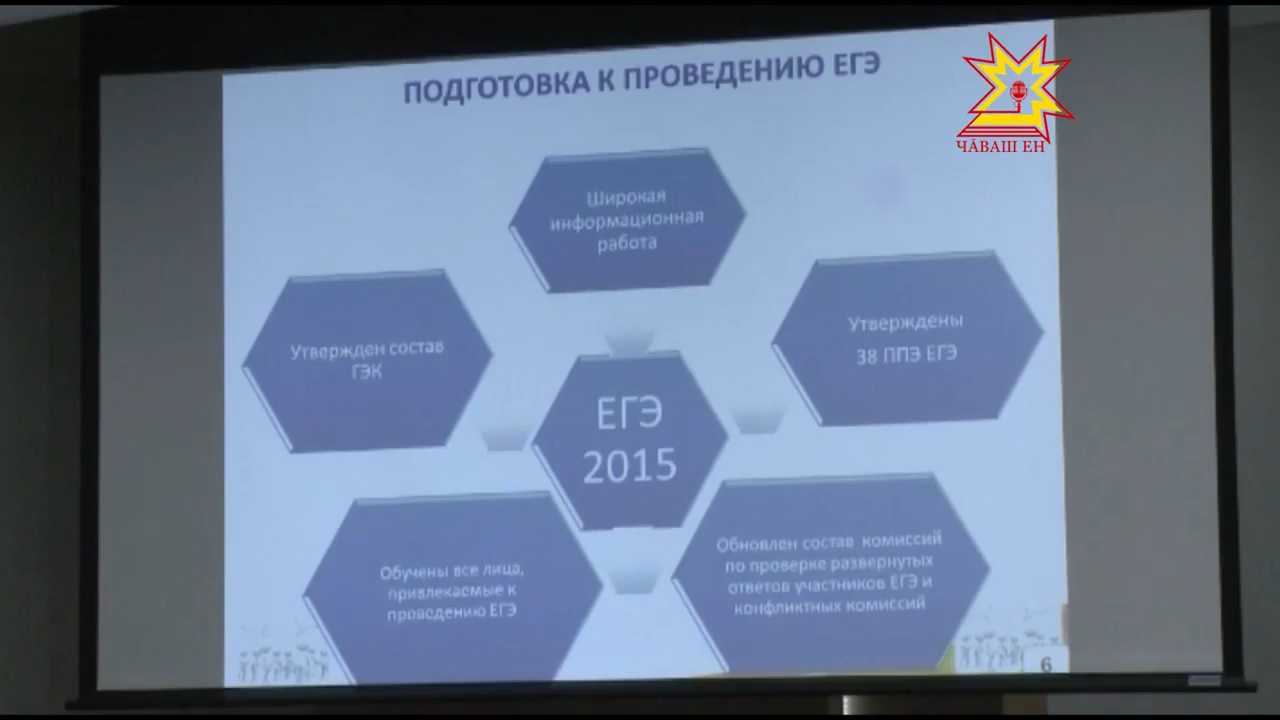 ПОДГОТОВКА К ПРОВЕДЕНИЮ ЕГЭ
ЧӐВАШ ЕН
Широкая
информационная
работа
Утвержден состав
ГЭК
Утверждены
38 ППЭ ЕГЭ
ЕГЭ
2015
Обучены все лица,
привлекаемые к
проведению ЕГЭ
Обновлен состав комиссий
по проверке развернутых
ответов участников ЕГЭ и
конфликтных комиссий
6